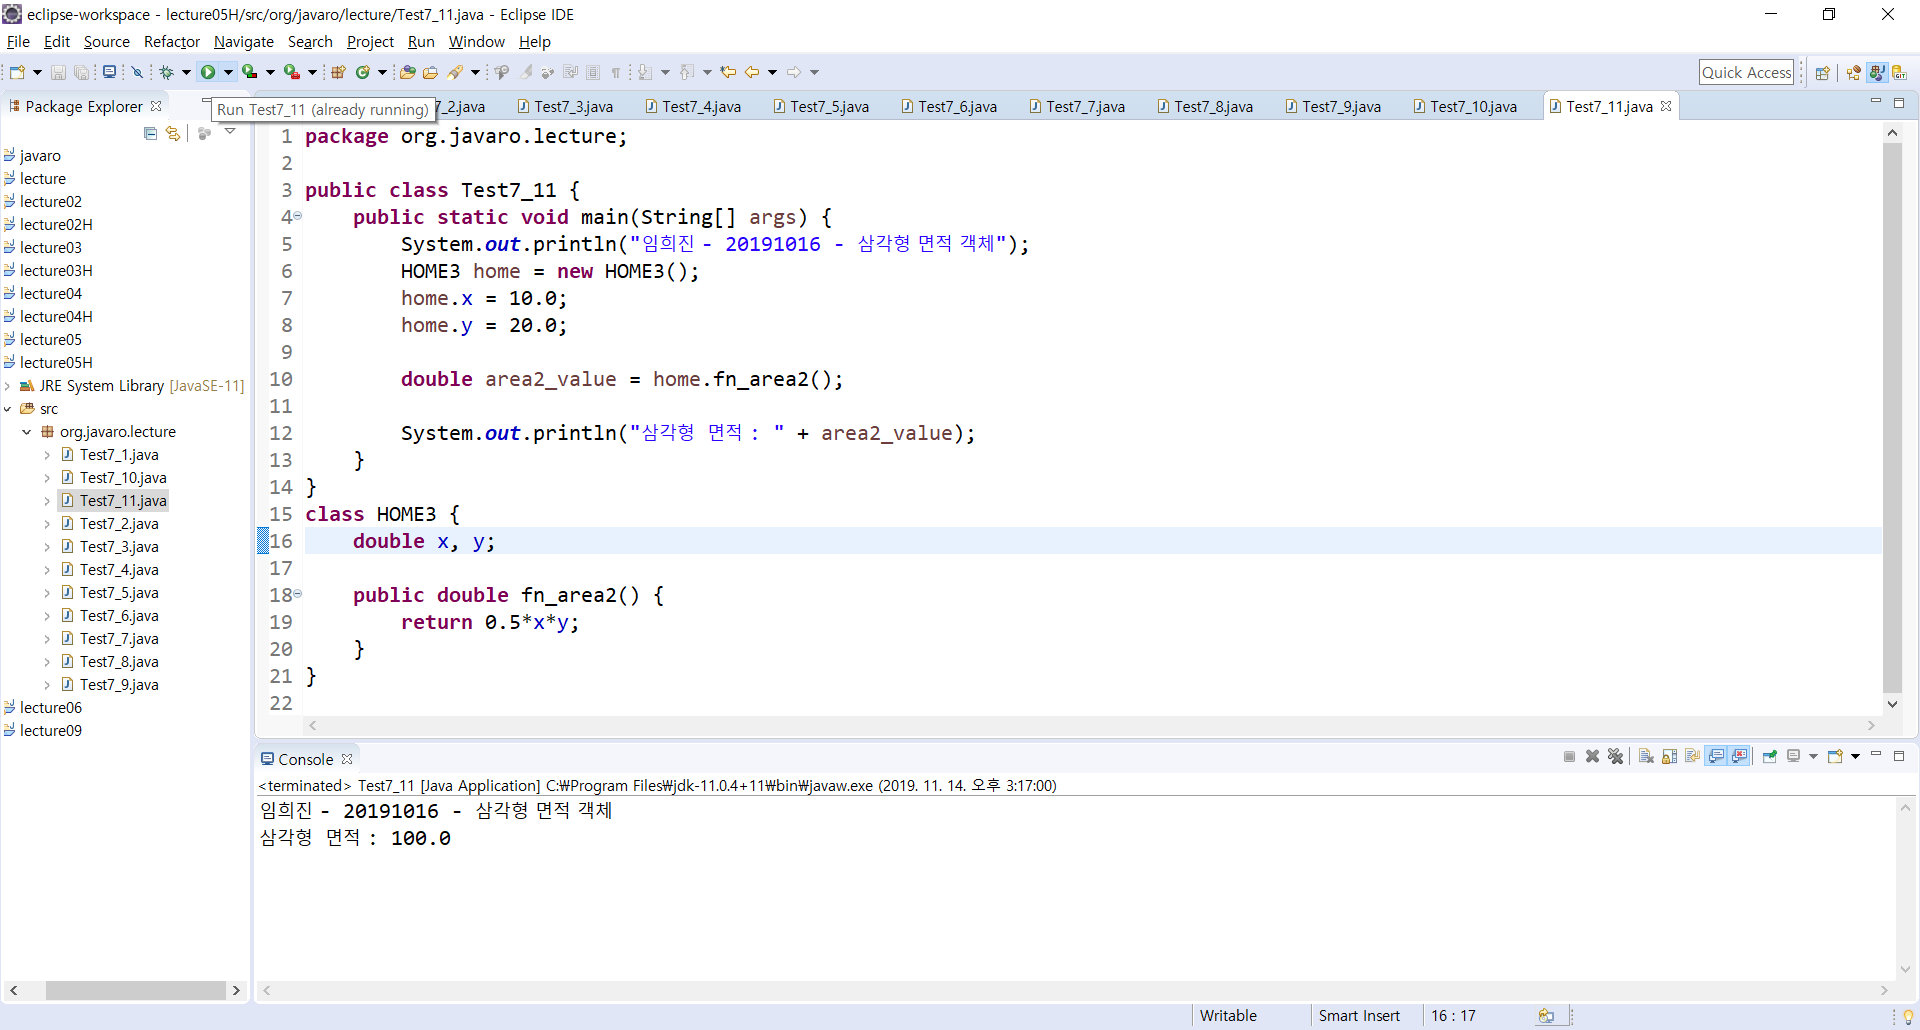 eclipse-workspace - lecture05H/src/org/javaro/lecture/Test7_11.java - Eclipse IDE
File Edit Source Refactor Navigate Search Project Run Window Help
Quick Access
Package Explorer
Run Test7_11 (already running)
7_2.java Test7_3.java Test7_4.java Test7_5.java Test7_6.java Test7_7.java Test7_8.java Test7_9.java Test7_10.java Test7_11.java
javaro
lecture
lecture02
lecture02H
lecture03
lecture03H
lecture04
lecture04H
lecture05
lecture05H
JRE System Library [JavaSE-11]
src
org.javaro.lecture
Test7_1.java
Test7_10.java
Test7_11.java
Test7_2.java
Test7_3.java
Test7_4.java
Test7_5.java
Test7_6.java
Test7_7.java
Test7_8.java
Test7_9.java
lecture06
lecture09
1 package org.javaro.lecture;
2
3 public class Test7_11 {
4 public static void main(String[] args) {
5 System.out.println("임희진 - 20191016 - 삼각형 면적 객체");
6 HOME3 home = new HOME3();
7 home.x = 10.0;
8 home.y = 20.0;
9
10 double area2_value = home.fn_area2();
11
12 System.out.println("삼각형 면적 : " + area2_value);
13 }
14 }
15 class HOME3 {
16 double x, y;
17
18 public double fn_area2() {
19 return 0.5*x*y;
20 }
21 }
22
Console
<terminated> Test7_11 [Java Application] C:₩Program Files₩jdk-11.0.4+11₩bin₩javaw.exe (2019. 11. 14. 오후 3:17:00)
임희진 - 20191016 - 삼각형 면적 객체
삼각형 면적 : 100.0
Writable Smart Insert 16 : 17